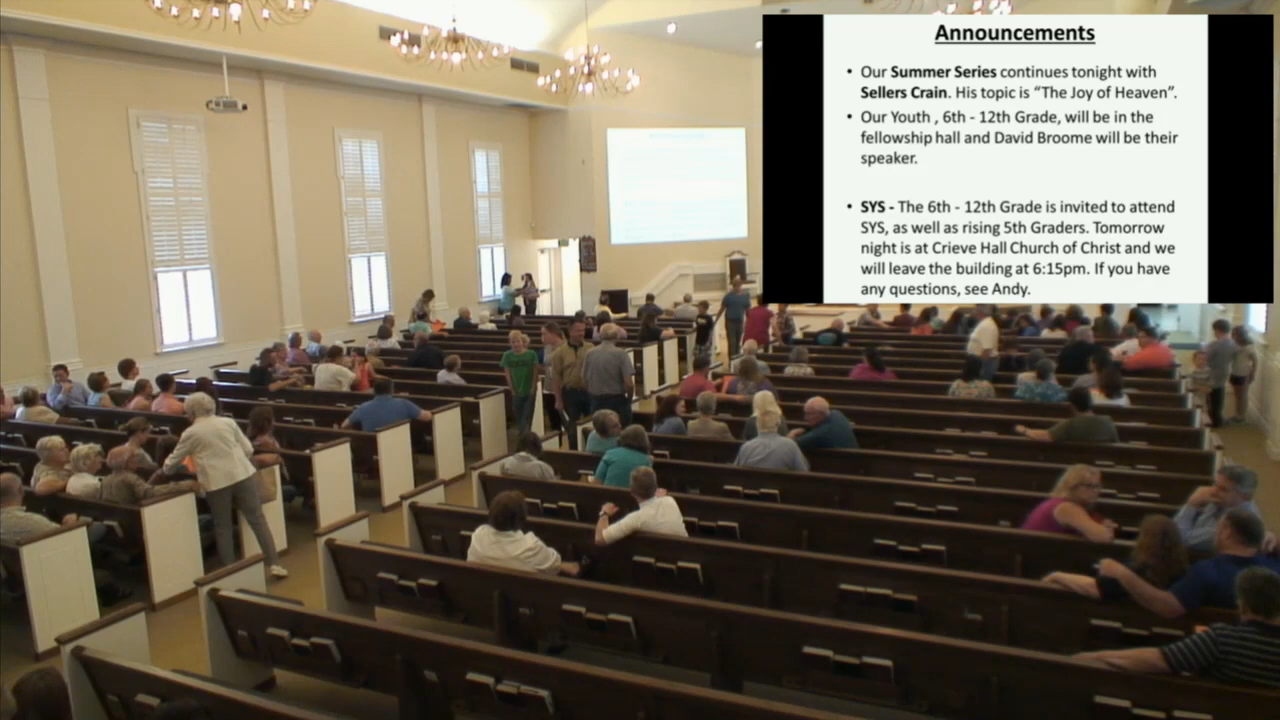 Announcements
• Our Summer Series continues tonight with
Sellers Crain. His topic is “The Joy of Heaven”.
• Our Youth , 6th - 12th Grade, will be in the
fellowship hall and David Broome will be their
speaker.
• SYS - The 6th - 12th Grade is invited to attend
SYS, as well as rising 5th Graders. Tomorrow
night is at Crieve Hall Church of Christ and we
will leave the building at 6:15pm. If you have
any questions, see Andy.